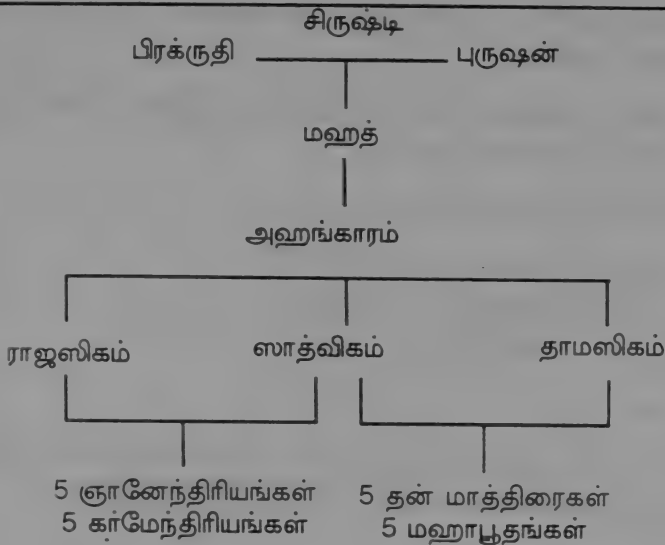 சிருஷ்டி
பிரக்ருதி புருஷன்
மஹத்
அஹங்காரம்
ராஜஸிகம் ஸாத்விகம் தாமஸிகம்
5 ஞானேந்திரியங்கள் 5 தன் மாத்திரைகள்
5 கர்மேந்திரியங்கள் 5 மஹாபூதங்கள்